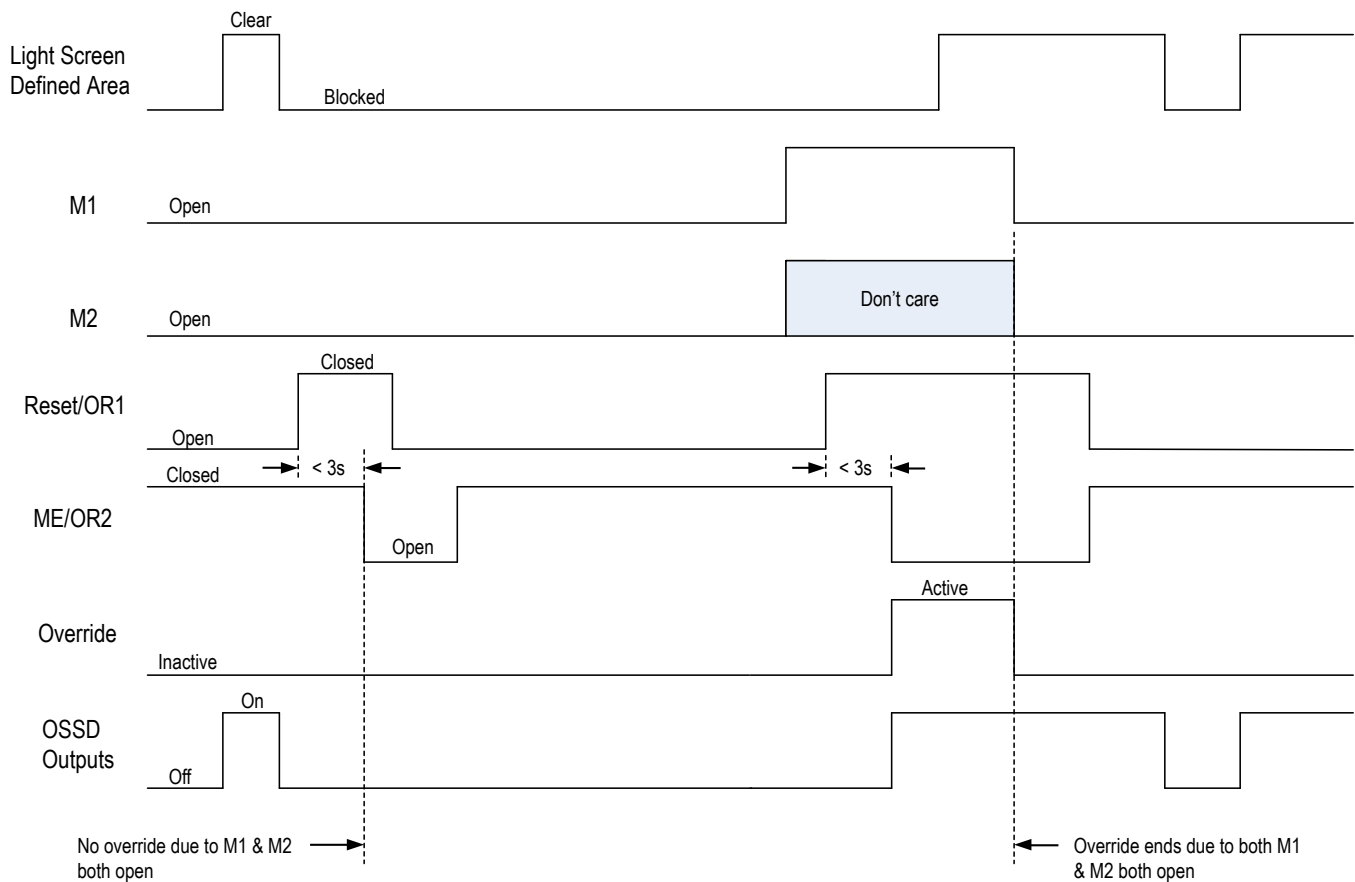 Clear
Light Screen
Defined Area
Blocked
M1
Open
Don't care
M2
Open
Closed
Reset/OR1
Open
< 3s
< 3s
Closed
ME/OR2
Open
Active
Override
Inactive
On
OSSD
Outputs
Off
No override due to M1 & M2
both open
Override ends due to both M1
& M2 both open